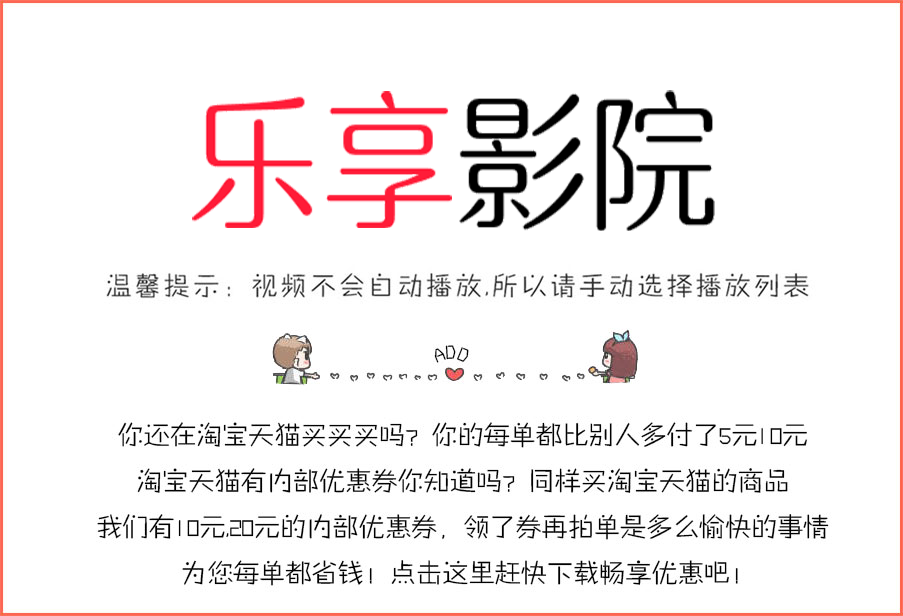 乐享影院
温馨提示：视频不会自动播放,所以请手动选择播放列表
ADD
你还在淘宝天猫买买买吗？你的每单都比别人多付了5元10元
淘宝天猫有内部优惠券你知道吗？同样买淘宝天猫的商品
我们有10元,20元的内部优惠券，领了券再拍单是多么愉快的事情
为您每单都省钱！点击这里赶快下载畅享优惠吧！